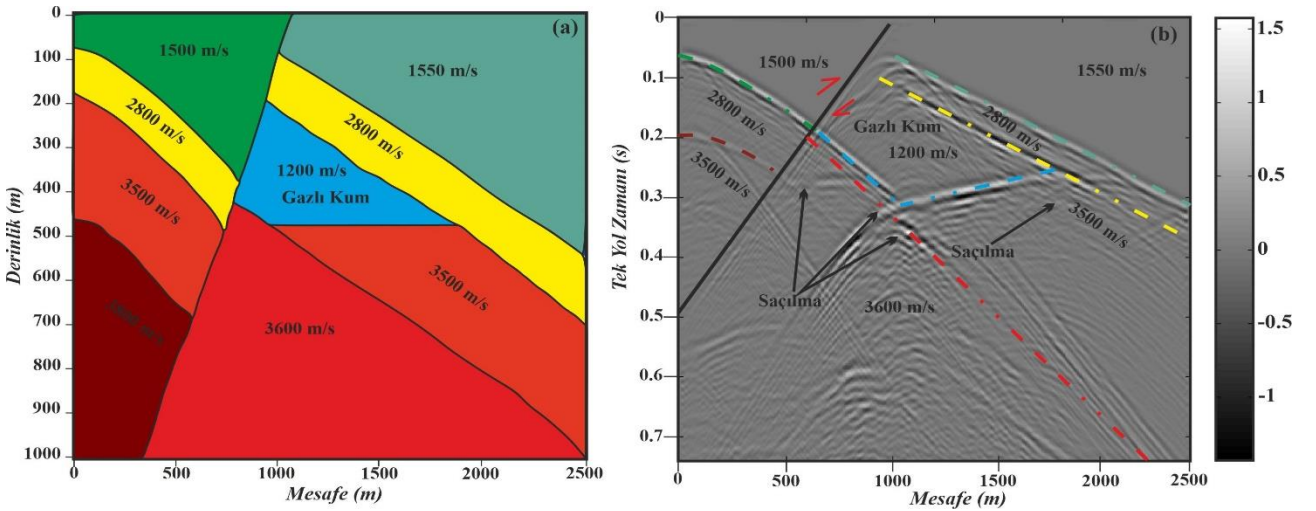 (a)
1500 m/s
1550 m/s
2800 m/s
2800 m/s
1200 m/s
Gazlı Kum
3500 m/s
3500 m/s
3600 m/s
0
100
200
300
400
500
600
700
800
900
1000
Derinlik (m)
0
500
1000
1500
2000
2500
Mesafe (m)
(b)
1500 m/s
1550 m/s
2800 m/s
2800 m/s
Gazlı Kum
1200 m/s
3500 m/s
3500 m/s
Saçılma
Saçılma
3600 m/s
0
0.1
0.2
0.3
0.4
0.5
0.6
0.7
Tek Yol Zamanı (s)
0
500
1000
1500
2000
2500
Mesafe (m)
1.5
1
0.5
0
-0.5
-1